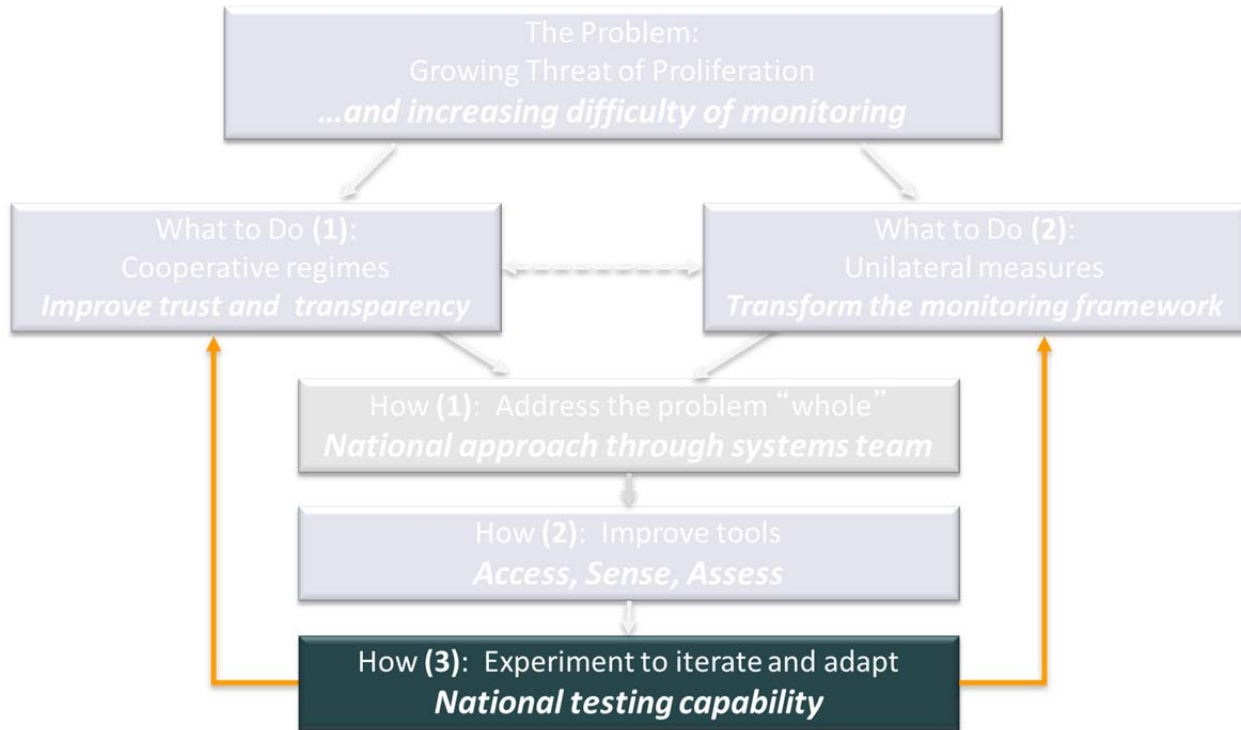 The Problem:
Growing Threat of Proliferation
...and increasing difficulty of monitoring
What to Do (1):
Cooperative regimes
Improve trust and transparency
What to Do (2):
Unilateral measures
Transform the monitoring framework
How (1): Address the problem “whole”
National approach through systems team
How (2): Improve tools
Access, Sense, Assess
How (3): Experiment to iterate and adapt
National testing capability